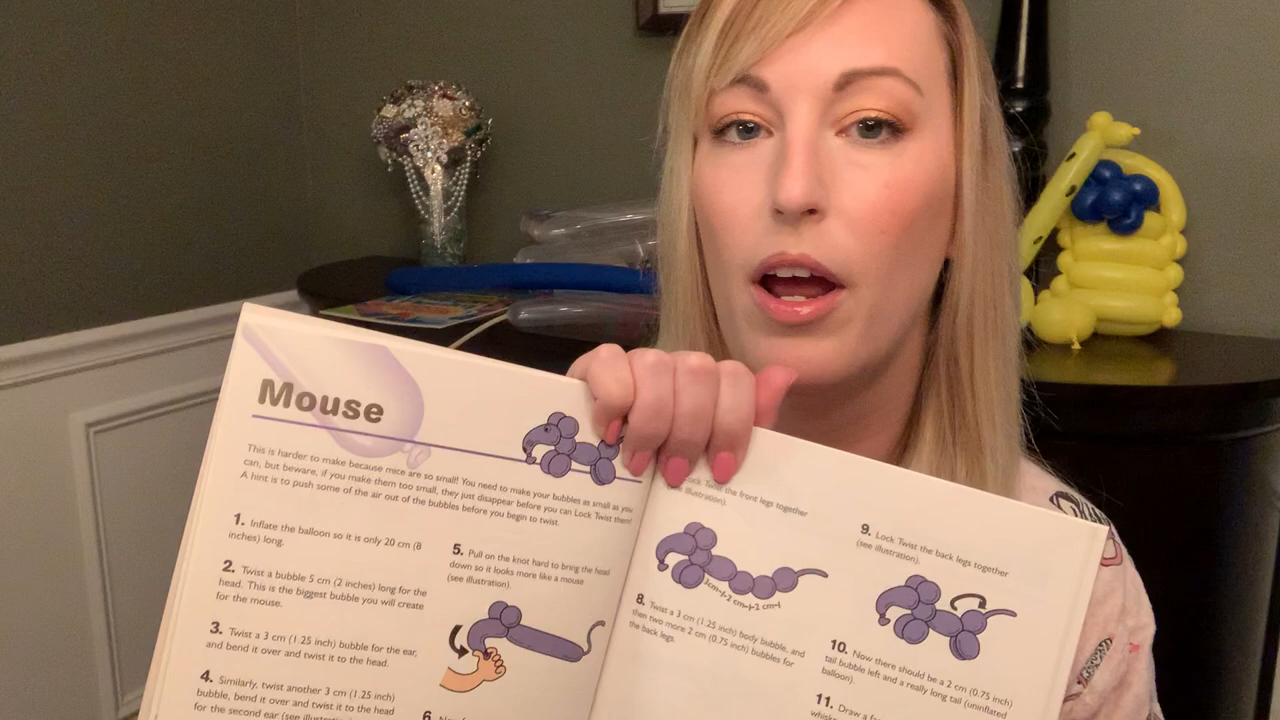 Mouse
This is harder to make because mice are so small! You need to make your bubbles as small as you
can, but beware, if you make them too small, they just disappear before you can Lock Twist them!
A hint is to push some of the air out of the bubbles before you begin to twist.
1. Inflate the balloon so it is only 20 cm (8
inches) long.
2. Twist a bubble 5 cm (2 inches) long for the
head. This is the biggest bubble you will create
for the mouse.
3. Twist a 3 cm (1.25 inch) bubble for the ear,
and bend it over and twist it to the head.
4. Similarly, twist another 3 cm (1.25 inch)
bubble, bend it over and twist it to the head
for the second ear (see
5. Pull on the knot hard to bring the head
down so it looks more like a mouse
(see illustration).
6.
Twist the front legs together
illustration).
3cm 2 cm 2 cm
8. Twist a 3 cm (1.25 inch) body bubble, and
then two more 2 cm (0.75 inch) bubbles for
the back legs.
9. Lock Twist the back legs together
(see illustration).
10. Now there should be a 2 cm (0.75 inch)
tail bubble left and a really long tail (uninflated
balloon).
11. Draw a